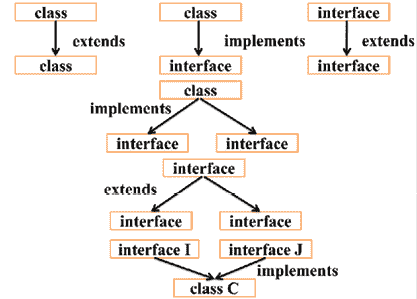 class class interface
extends implements extends
class interface interface
class
implements
interface interface
interface
extends
interface interface
interface I interface J
implements
class C